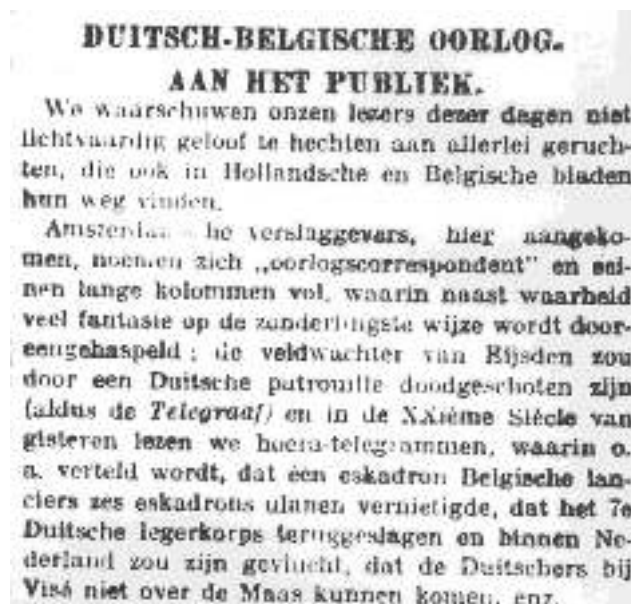 DUITSCH-BELGISCHE OORLOG.
AAN HET PUBLIEK.
We waarschuwen onzen lezers dezer dagen niet
lichtvaardig geloof te hechten aan allerlei geruch-
ten, die ook in Hollandsche en Belgische bladen
hun weg vinden.
verslaggevers, hier aangeko-
men, noemen zich „oorlogscorrespondent" en sei-
nen lange kolommen vol, waarin naast waarheid
veel fantasie op de zonderlingste wijze wordt door-
eengehaspeld; de veldwachter van Eijsden zou
door een Duitsche patrouille doodgeschoten zijn
(aldus de Telegraaf) en in de XXième Siècle van
gisteren lezen we hoera-telegrammen, waarin o.
a. verteld wordt, dat één eskadron Belgische lan-
ciers zes eskadrons ulanen vernietigde, dat het 7e
Duitsche legerkorps teruggeslagen en binnen Ne-
derland zou zijn gevlucht, dat de Duitschers bij
Visé niet over de Maas kunnen komen, enz.